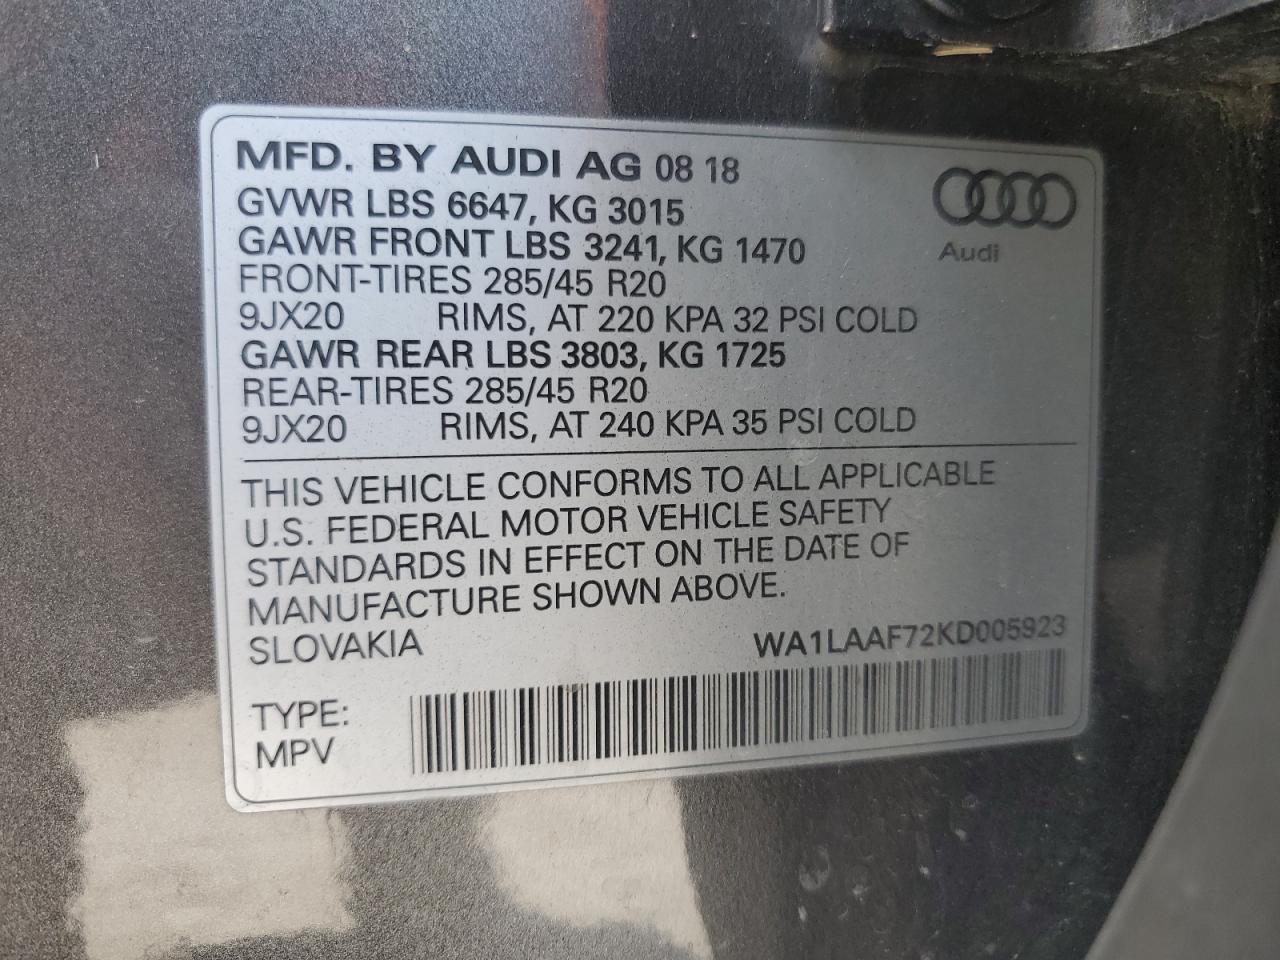 MFD. BY AUDI AG 08 18
GVWR LBS 6647, KG 3015
GAWR FRONT LBS 3241, KG 1470
FRONT-TIRES 285/45 R20
9JX20 RIMS, AT 220 KPA 32 PSI COLD
GAWR REAR LBS 3803, KG 1725
REAR-TIRES 285/45 R20
9JX20 RIMS, AT 240 KPA 35 PSI COLD
Audi
THIS VEHICLE CONFORMS TO ALL APPLICABLE
U.S. FEDERAL MOTOR VEHICLE SAFETY
STANDARDS IN EFFECT ON THE DATE OF
MANUFACTURE SHOWN ABOVE.
SLOVAKIA WA1LAAF72KD005923
TYPE:
MPV